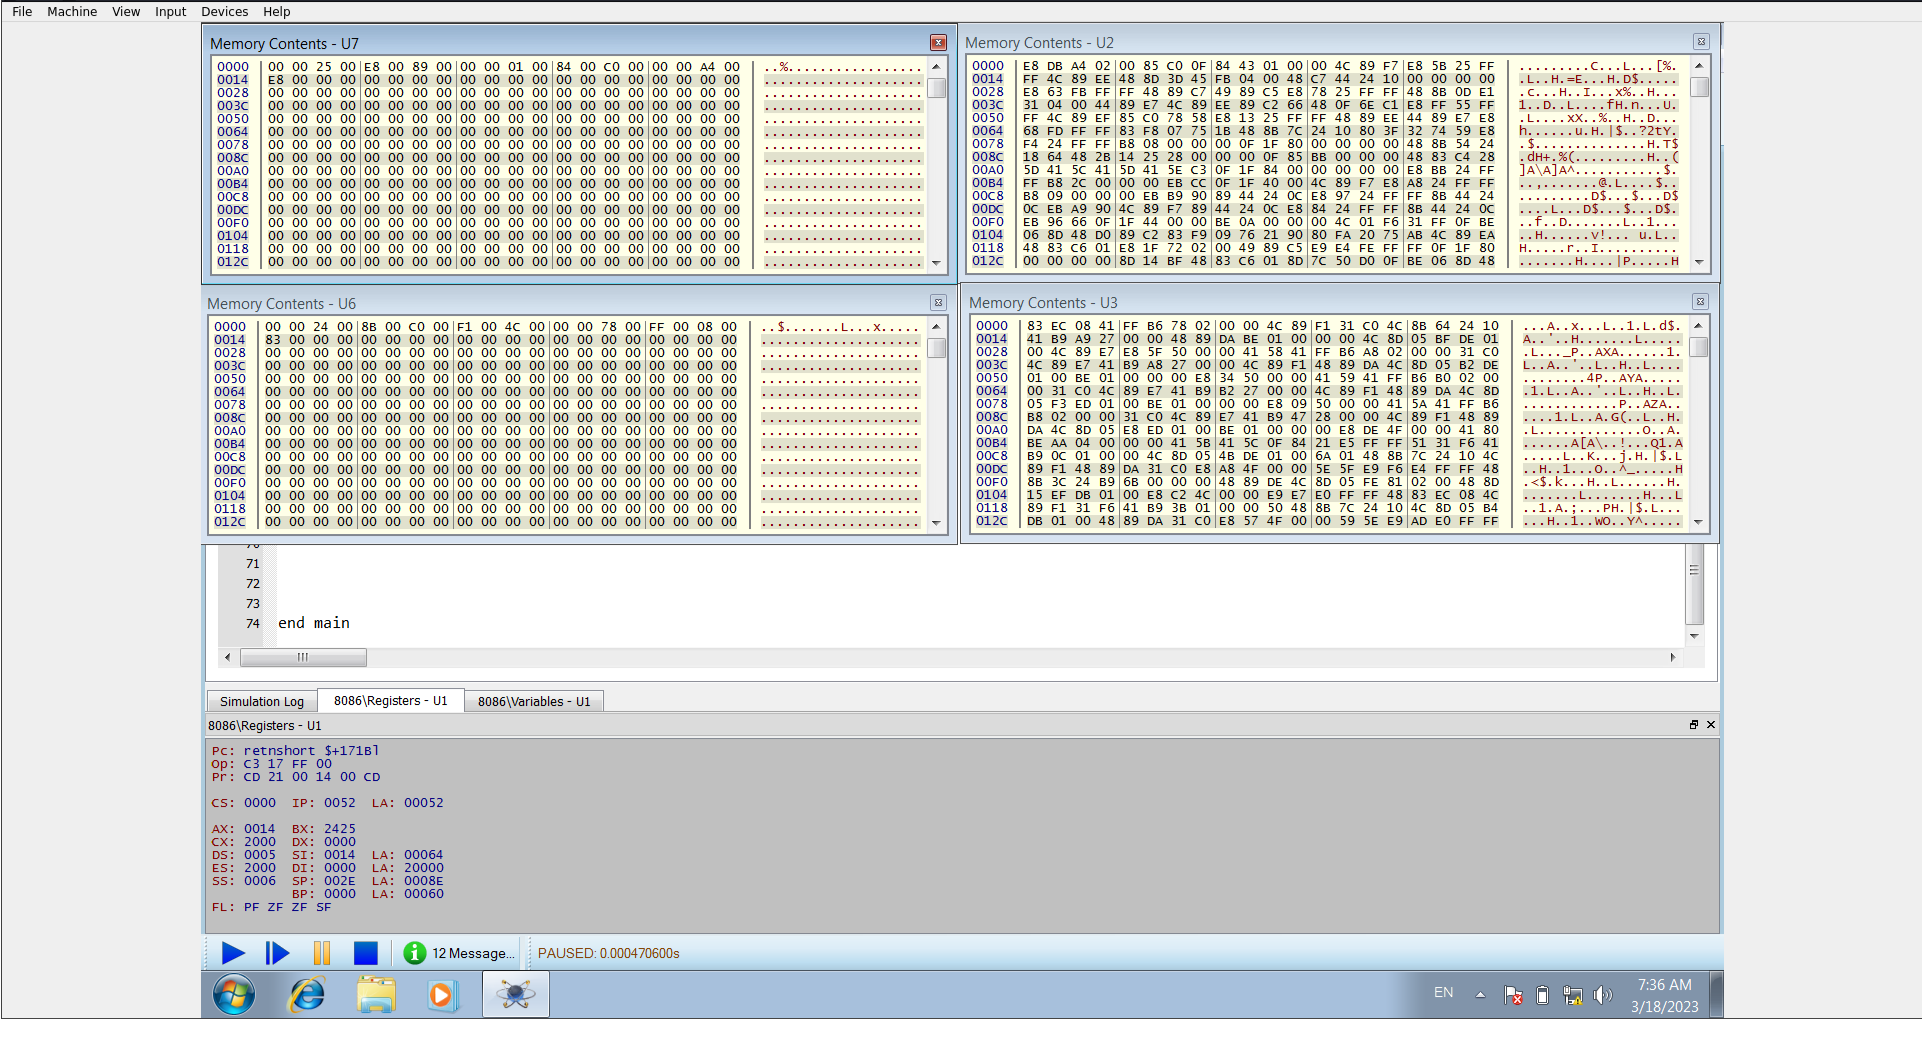 File Machine View Input Devices Help
Memory Contents - U7
0000 00 00 25 00 E8 00 89 00 00 00 01 00 84 00 C0 00 00 00 A4 00 ..%.................
0014 E8 00 00 00 00 00 00 00 00 00 00 00 00 00 00 00 00 00 00 00 ....................
0028 00 00 00 00 00 00 00 00 00 00 00 00 00 00 00 00 00 00 00 00 ....................
003C 00 00 00 00 00 00 00 00 00 00 00 00 00 00 00 00 00 00 00 00 ....................
0050 00 00 00 00 00 00 00 00 00 00 00 00 00 00 00 00 00 00 00 00 ....................
0064 00 00 00 00 00 00 00 00 00 00 00 00 00 00 00 00 00 00 00 00 ....................
0078 00 00 00 00 00 00 00 00 00 00 00 00 00 00 00 00 00 00 00 00 ....................
008C 00 00 00 00 00 00 00 00 00 00 00 00 00 00 00 00 00 00 00 00 ....................
00A0 00 00 00 00 00 00 00 00 00 00 00 00 00 00 00 00 00 00 00 00 ....................
00B4 00 00 00 00 00 00 00 00 00 00 00 00 00 00 00 00 00 00 00 00 ....................
00C8 00 00 00 00 00 00 00 00 00 00 00 00 00 00 00 00 00 00 00 00 ....................
00DC 00 00 00 00 00 00 00 00 00 00 00 00 00 00 00 00 00 00 00 00 ....................
00F0 00 00 00 00 00 00 00 00 00 00 00 00 00 00 00 00 00 00 00 00 ....................
0104 00 00 00 00 00 00 00 00 00 00 00 00 00 00 00 00 00 00 00 00 ....................
0118 00 00 00 00 00 00 00 00 00 00 00 00 00 00 00 00 00 00 00 00 ....................
012C 00 00 00 00 00 00 00 00 00 00 00 00 00 00 00 00 00 00 00 00 ....................
Memory Contents - U2
0000 E8 DB A4 02 00 85 C0 0F 84 43 01 00 00 4C 89 F7 E8 5B 25 FF .........C...L...[%.
0014 FF 4C 89 EE 48 8D 3D 45 FB 04 00 48 C7 44 24 10 00 00 00 00 .L..H.=E...H.D$.....
0028 E8 63 FB FF FF 48 89 C7 49 89 C5 E8 78 25 FF FF 48 8B 0D E1 .c...H..I...x%..H...
003C 31 04 00 44 89 E7 4C 89 EE 89 C2 66 48 0F 6E C1 E8 FF 55 FF 1..D..L....fH.n...U.
0050 FF 4C 89 EF 85 C0 78 58 E8 13 25 FF FF 48 89 EE 44 89 E7 E8 .L....xX..%..H..D...
0064 68 FD FF FF 83 F8 07 75 1B 48 8B 7C 24 10 80 3F 32 74 59 E8 h......u.H.|$..?2tY.
0078 F4 24 FF FF B8 08 00 00 00 0F 1F 80 00 00 00 00 48 8B 54 24 .$..............H.T$
008C 18 64 48 2B 14 25 28 00 00 00 0F 85 BB 00 00 00 48 83 C4 28 .dH+.%(.........H..(
00A0 5D 41 5C 41 5D 41 5E C3 0F 1F 84 00 00 00 00 00 E8 BB 24 FF ]A\A]A^...........$.
00B4 FF B8 2C 00 00 00 EB CC 0F 1F 40 00 4C 89 F7 E8 A8 24 FF FF ..,.......@.L....$..
00C8 B8 09 00 00 00 EB B9 90 89 44 24 0C E8 97 24 FF FF 8B 44 24 .........D$...$...D$
00DC 0C EB A9 90 4C 89 F7 89 44 24 0C E8 84 24 FF FF 8B 44 24 0C ....L...D$...$...D$.
00F0 EB 96 66 0F 1F 44 00 00 BE 0A 00 00 00 4C 01 F6 31 FF 0F BE ..f..D.......L..1...
0104 06 8D 48 D0 89 C2 83 F9 09 76 21 90 80 FA 20 75 AB 4C 89 EA ..H......v!... u.L..
0118 48 83 C6 01 E8 1F 72 02 00 49 89 C5 E9 E4 FE FF FF 0F 1F 80 H.....r..I..........
012C 00 00 00 00 8D 14 BF 48 83 C6 01 8D 7C 50 D0 0F BE 06 8D 48 .......H....|P.....H
Memory Contents - U6
0000 00 00 24 00 8B 00 C0 00 F1 00 4C 00 00 00 78 00 FF 00 08 00 ..$.......L...x.....
0014 83 00 00 00 00 00 00 00 00 00 00 00 00 00 00 00 00 00 00 00 ....................
0028 00 00 00 00 00 00 00 00 00 00 00 00 00 00 00 00 00 00 00 00 ....................
003C 00 00 00 00 00 00 00 00 00 00 00 00 00 00 00 00 00 00 00 00 ....................
0050 00 00 00 00 00 00 00 00 00 00 00 00 00 00 00 00 00 00 00 00 ....................
0064 00 00 00 00 00 00 00 00 00 00 00 00 00 00 00 00 00 00 00 00 ....................
0078 00 00 00 00 00 00 00 00 00 00 00 00 00 00 00 00 00 00 00 00 ....................
008C 00 00 00 00 00 00 00 00 00 00 00 00 00 00 00 00 00 00 00 00 ....................
00A0 00 00 00 00 00 00 00 00 00 00 00 00 00 00 00 00 00 00 00 00 ....................
00B4 00 00 00 00 00 00 00 00 00 00 00 00 00 00 00 00 00 00 00 00 ....................
00C8 00 00 00 00 00 00 00 00 00 00 00 00 00 00 00 00 00 00 00 00 ....................
00DC 00 00 00 00 00 00 00 00 00 00 00 00 00 00 00 00 00 00 00 00 ....................
00F0 00 00 00 00 00 00 00 00 00 00 00 00 00 00 00 00 00 00 00 00 ....................
0104 00 00 00 00 00 00 00 00 00 00 00 00 00 00 00 00 00 00 00 00 ....................
0118 00 00 00 00 00 00 00 00 00 00 00 00 00 00 00 00 00 00 00 00 ....................
012C 00 00 00 00 00 00 00 00 00 00 00 00 00 00 00 00 00 00 00 00 ....................
Memory Contents - U3
0000 83 EC 08 41 FF B6 78 02 00 00 4C 89 F1 31 C0 4C 8B 64 24 10 ...A..x...L..1.L.d$.
0014 41 B9 A9 27 00 00 48 89 DA BE 01 00 00 00 4C 8D 05 BF DE 01 A..'..H.......L.....
0028 00 4C 89 E7 E8 5F 50 00 00 41 58 41 FF B6 A8 02 00 00 31 C0 .L..._P..AXA......1.
003C 4C 89 E7 41 B9 A8 27 00 00 4C 89 F1 48 89 DA 4C 8D 05 B2 DE L..A..'..L..H..L....
0050 01 00 BE 01 00 00 00 E8 34 50 00 00 41 59 41 FF B6 B0 02 00 ........4P..AYA.....
0064 00 31 C0 4C 89 E7 41 B9 B2 27 00 00 4C 89 F1 48 89 DA 4C 8D .1.L..A..'..L..H..L.
0078 05 F3 ED 01 00 BE 01 00 00 00 E8 09 50 00 00 41 5A 41 FF B6 ............P..AZA..
008C B8 02 00 00 31 C0 4C 89 E7 41 B9 47 28 00 00 4C 89 F1 48 89 ....1.L..A.G(..L..H.
00A0 DA 4C 8D 05 E8 ED 01 00 BE 01 00 00 00 E8 DE 4F 00 00 41 80 .L.............O..A.
00B4 BE AA 04 00 00 00 41 5B 41 5C 0F 84 21 E5 FF FF 51 31 F6 41 ......A[A\..!...Q1.A
00C8 B9 0C 01 00 00 4C 8D 05 4B DE 01 00 6A 01 48 8B 7C 24 10 4C .....L..K...j.H.|$.L
00DC 89 F1 48 89 DA 31 C0 E8 A8 4F 00 00 5E 5F E9 F6 E4 FF FF 48 ..H..1...O..^_.....H
00F0 8B 3C 24 B9 6B 00 00 00 48 89 DE 4C 8D 05 FE 81 02 00 48 8D .<$.k...H..L......H.
0104 15 EF DB 01 00 E8 C2 4C 00 00 E9 E7 E0 FF FF 48 83 EC 08 4C .......L.......H...L
0118 89 F1 31 F6 41 B9 3B 01 00 00 50 48 8B 7C 24 10 4C 8D 05 B4 ..1.A.;...PH.|$.L...
012C DB 01 00 48 89 DA 31 C0 E8 57 4F 00 00 59 5E E9 AD E0 FF FF ...H..1..WO..Y^.....
71
72
73
74 end main
Simulation Log 8086\Registers - U1 8086\Variables - U1
8086\Registers - U1
Pc: retnshort $+171Bl
Op: C3 17 FF 00
Pr: CD 21 00 14 00 CD
CS: 0000 IP: 0052 LA: 00052
AX: 0014 BX: 2425
CX: 2000 DX: 0000
DS: 0005 SI: 0014 LA: 00064
ES: 2000 DI: 0000 LA: 20000
SS: 0006 SP: 002E LA: 0008E
BP: 0000 LA: 00060
FL: PF ZF ZF SF
12 Message... PAUSED: 0.000470600s
EN 7:36 AM
3/18/2023